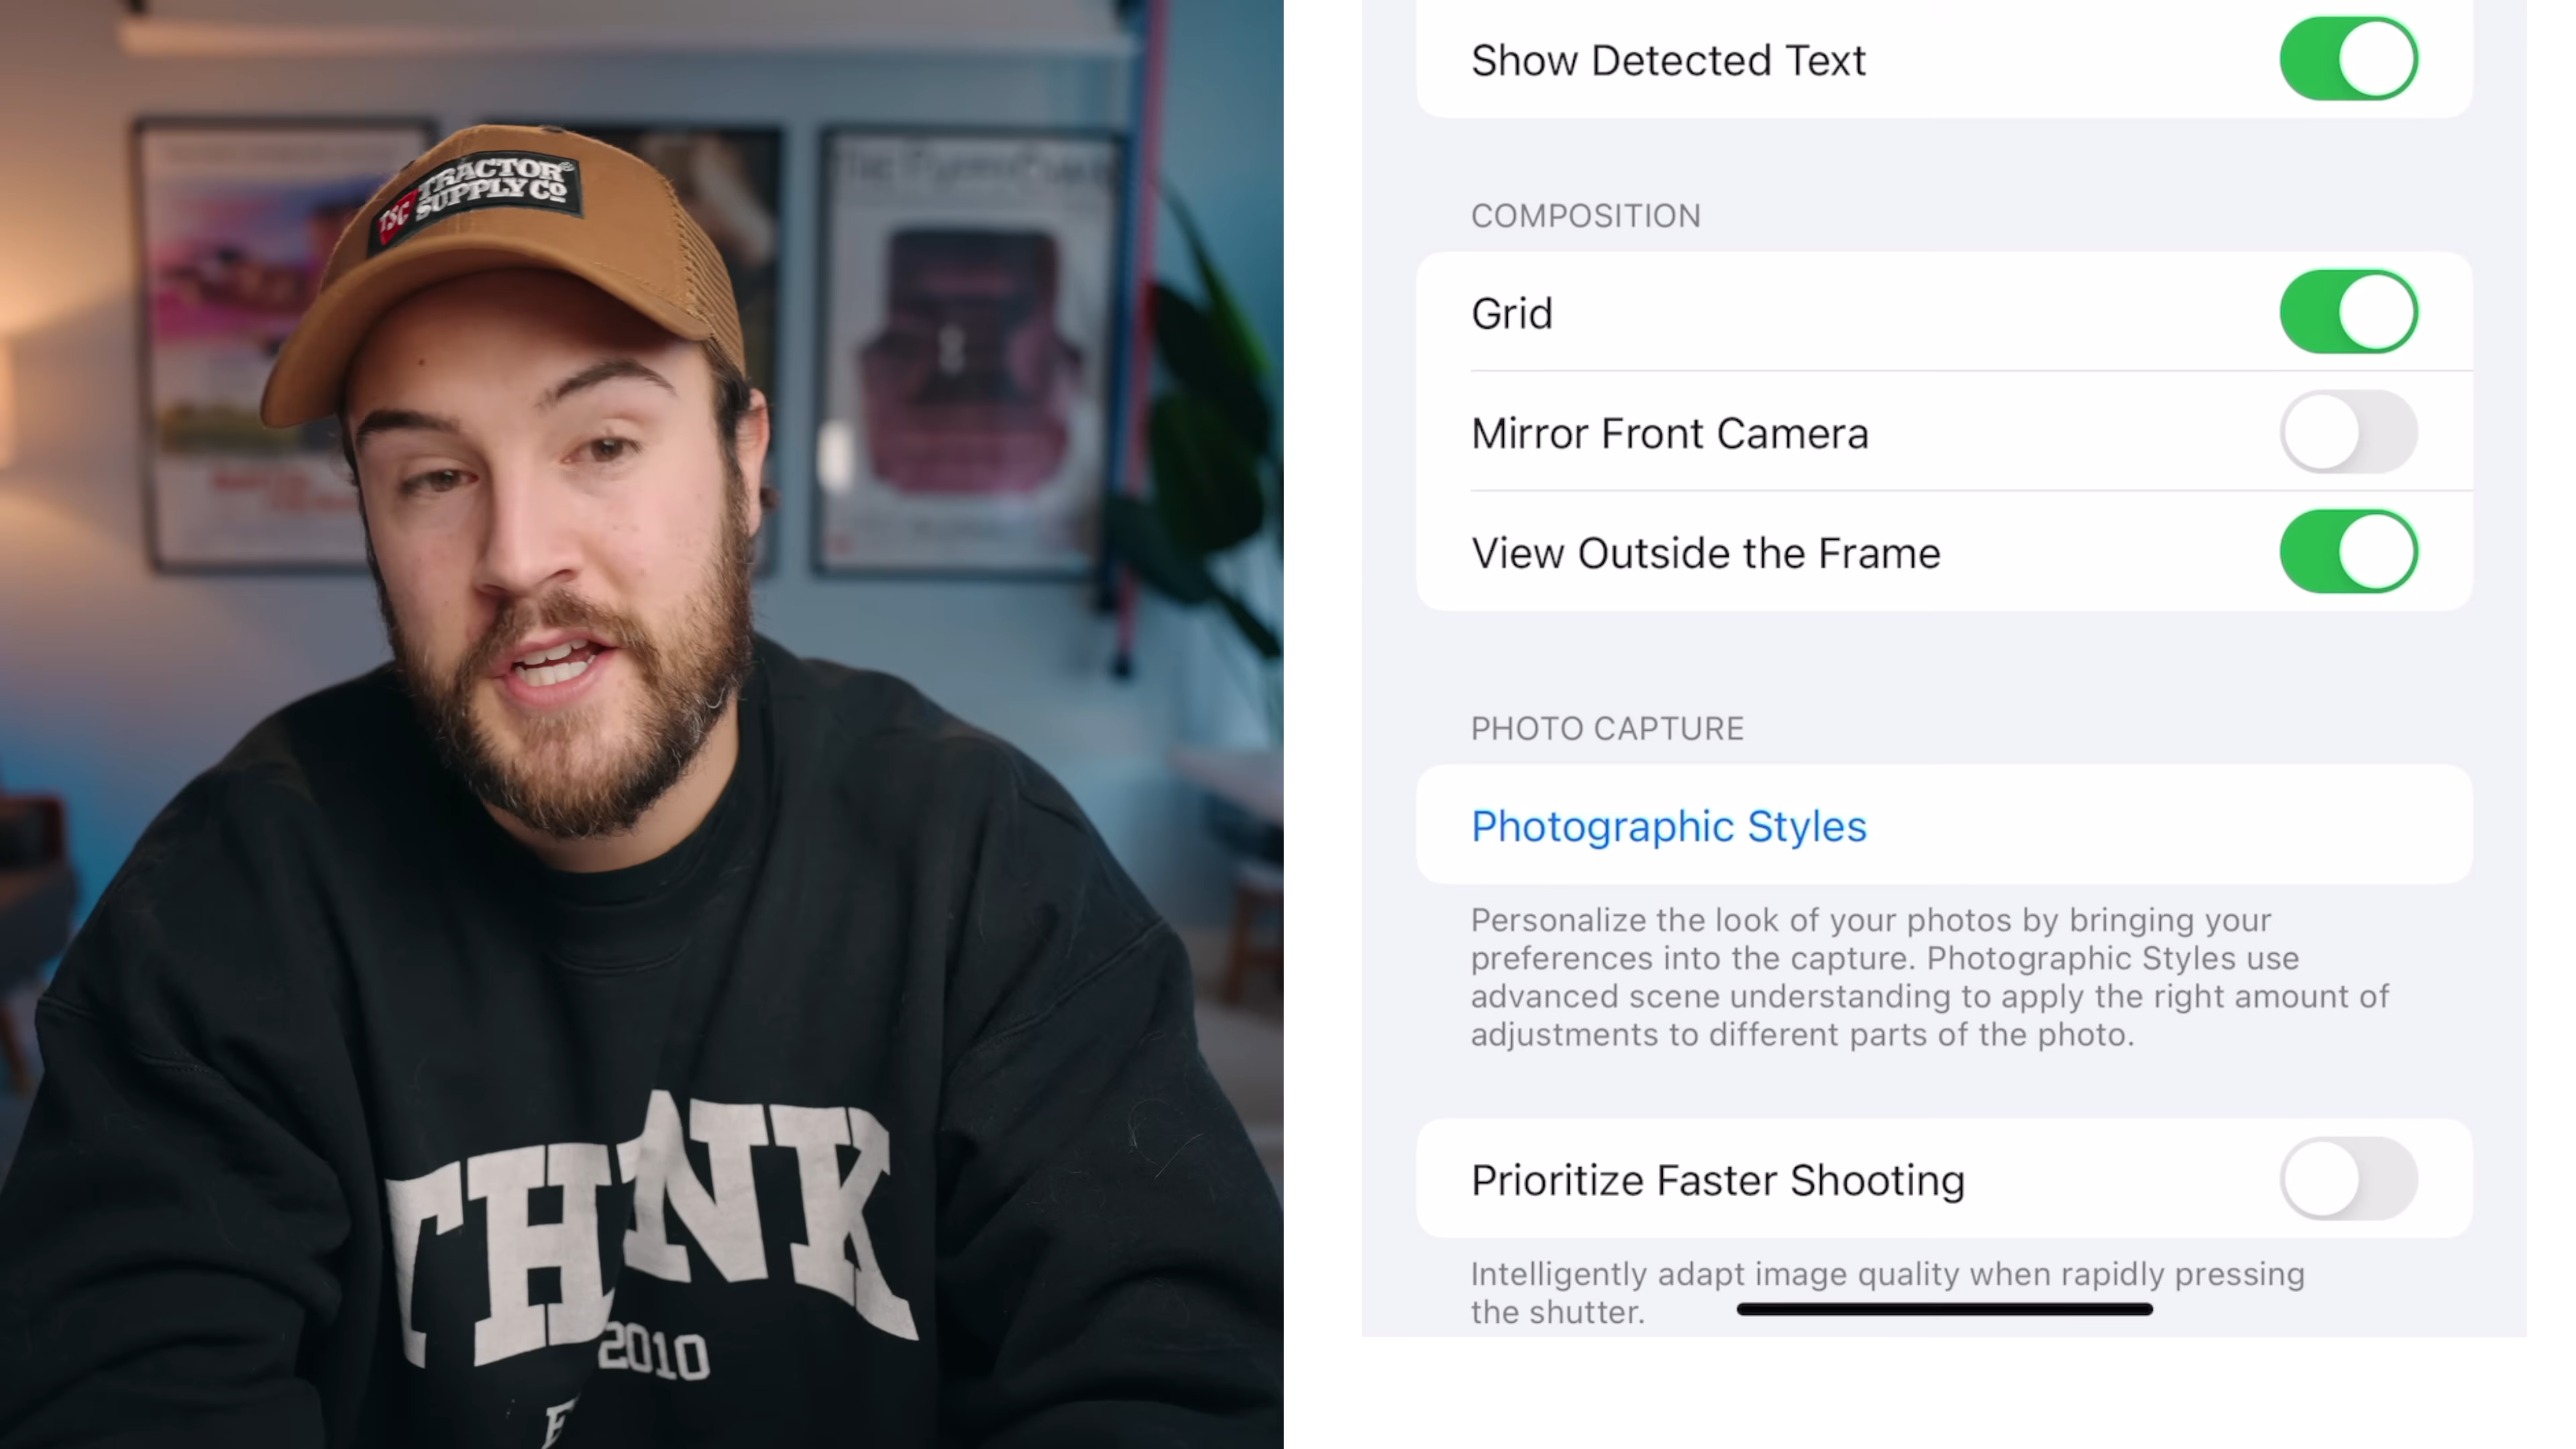 TRACTOR
TSC SUPPLY CO
THNK
2010
Show Detected Text
COMPOSITION
Grid
Mirror Front Camera
View Outside the Frame
PHOTO CAPTURE
Photographic Styles
Personalize the look of your photos by bringing your
preferences into the capture. Photographic Styles use
advanced scene understanding to apply the right amount of
adjustments to different parts of the photo.
Prioritize Faster Shooting
Intelligently adapt image quality when rapidly pressing
the shutter.